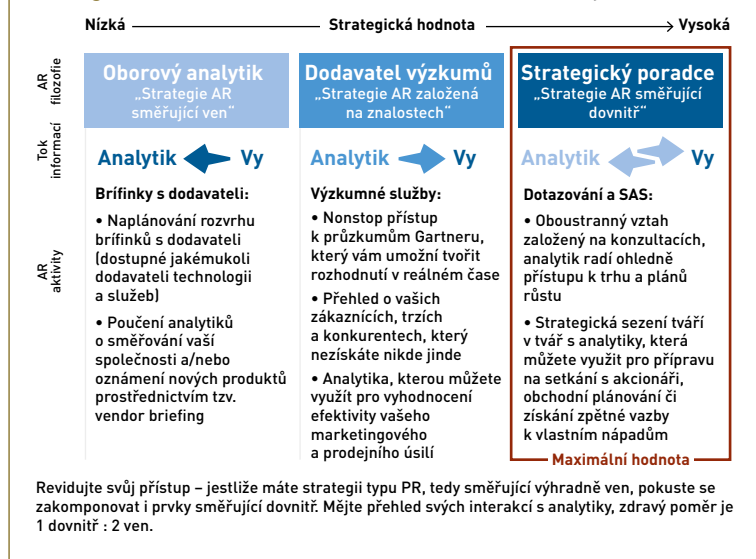 Nízká Strategická hodnota Vysoká
AR filozofie
Oborový analytik
„Strategie AR
směřující ven“
Dodavatel výzkumů
„Strategie AR založená
na znalostech“
Strategický poradce
„Strategie AR směřující
dovnitř“
Tok informací
Analytik Vy
Analytik Vy
Analytik Vy
AR aktivity
Brífinky s dodavateli:
• Naplánování rozvrhu
brífinků s dodavateli
(dostupné jakémukoli
dodavateli technologii
a služeb)
• Poučení analytiků
o směřování vaší
společnosti a/nebo
oznámení nových produktů
prostřednictvím tzv.
vendor briefing
Výzkumné služby:
• Nonstop přístup
k průzkumům Gartneru,
který vám umožní tvořit
rozhodnutí v reálném čase
• Přehled o vašich
zákaznících, trzích
a konkurentech, který
nezískáte nikde jinde
• Analytika, kterou můžete
využít pro vyhodnocení
efektivity vašeho
marketingového
a prodejního úsilí
Dotazování a SAS:
• Oboustranný vztah
založený na konzultacích,
analytik radí ohledně
přístupu k trhu a plánů
růstu
• Strategická sezení tváří
v tvář s analytiky, která
můžete využit pro přípravu
na setkání s akcionáři,
obchodní plánování či
získání zpětné vazby
k vlastním nápadům
Maximální hodnota
Revidujte svůj přístup – jestliže máte strategii typu PR, tedy směřující výhradně ven, pokuste se
zakomponovat i prvky směřující dovnitř. Mějte přehled svých interakcí s analytiky, zdravý poměr je
1 dovnitř : 2 ven.